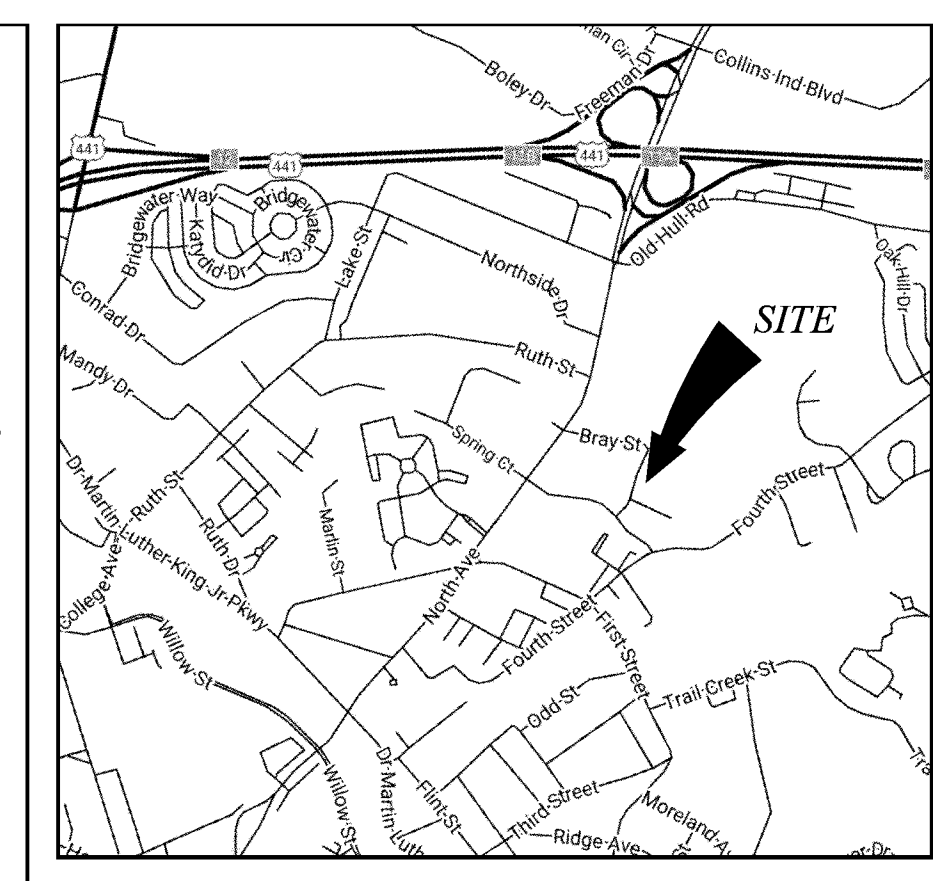 Boley Dr
Freeman Dr
Collins Ind Blvd
441
441
441
Bridgewater Way
Bridgewater Cir
Katydid Dr
Lake St
Northside Dr
Old Hull Rd
Oak Hill Dr
Conrad Dr
SITE
Ruth St
Mandy Dr
Bray St
Spring Ct
Fourth Street
Ruth St
Dr Martin Luther King Jr Pkwy
Ruth Dr
Martin St
College Ave
North Ave
Willow St
Fourth Street
First Street
Trail Creek St
Odd St
Dr Martin Luth
Flint St
Willow St
Third Street
Moreland A
Ridge Ave